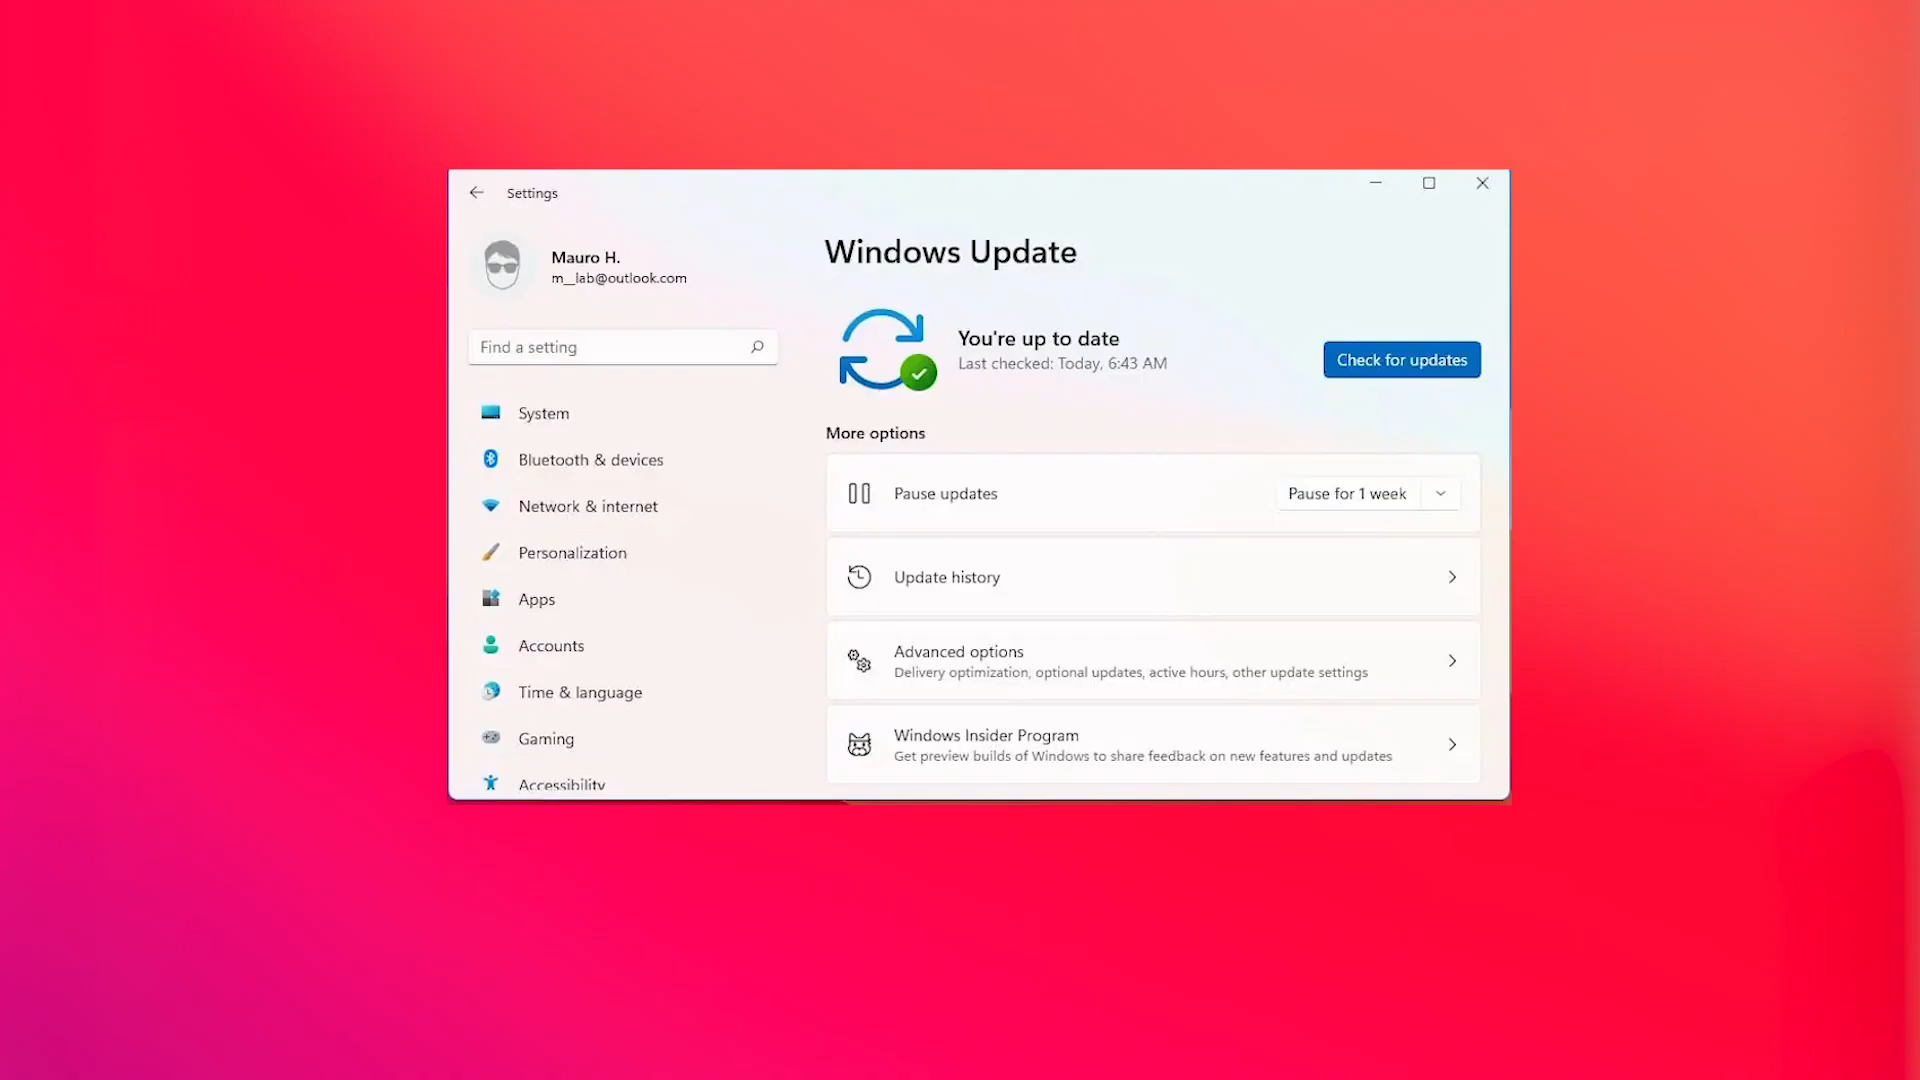 Settings
Mauro H.
m__lab@outlook.com
Find a setting
System
Bluetooth & devices
Network & internet
Personalization
Apps
Accounts
Time & language
Gaming
Accessibility
Windows Update
You're up to date
Last checked: Today, 6:43 AM
Check for updates
More options
Pause updates
Pause for 1 week
Update history
Advanced options
Delivery optimization, optional updates, active hours, other update settings
Windows Insider Program
Get preview builds of Windows to share feedback on new features and updates